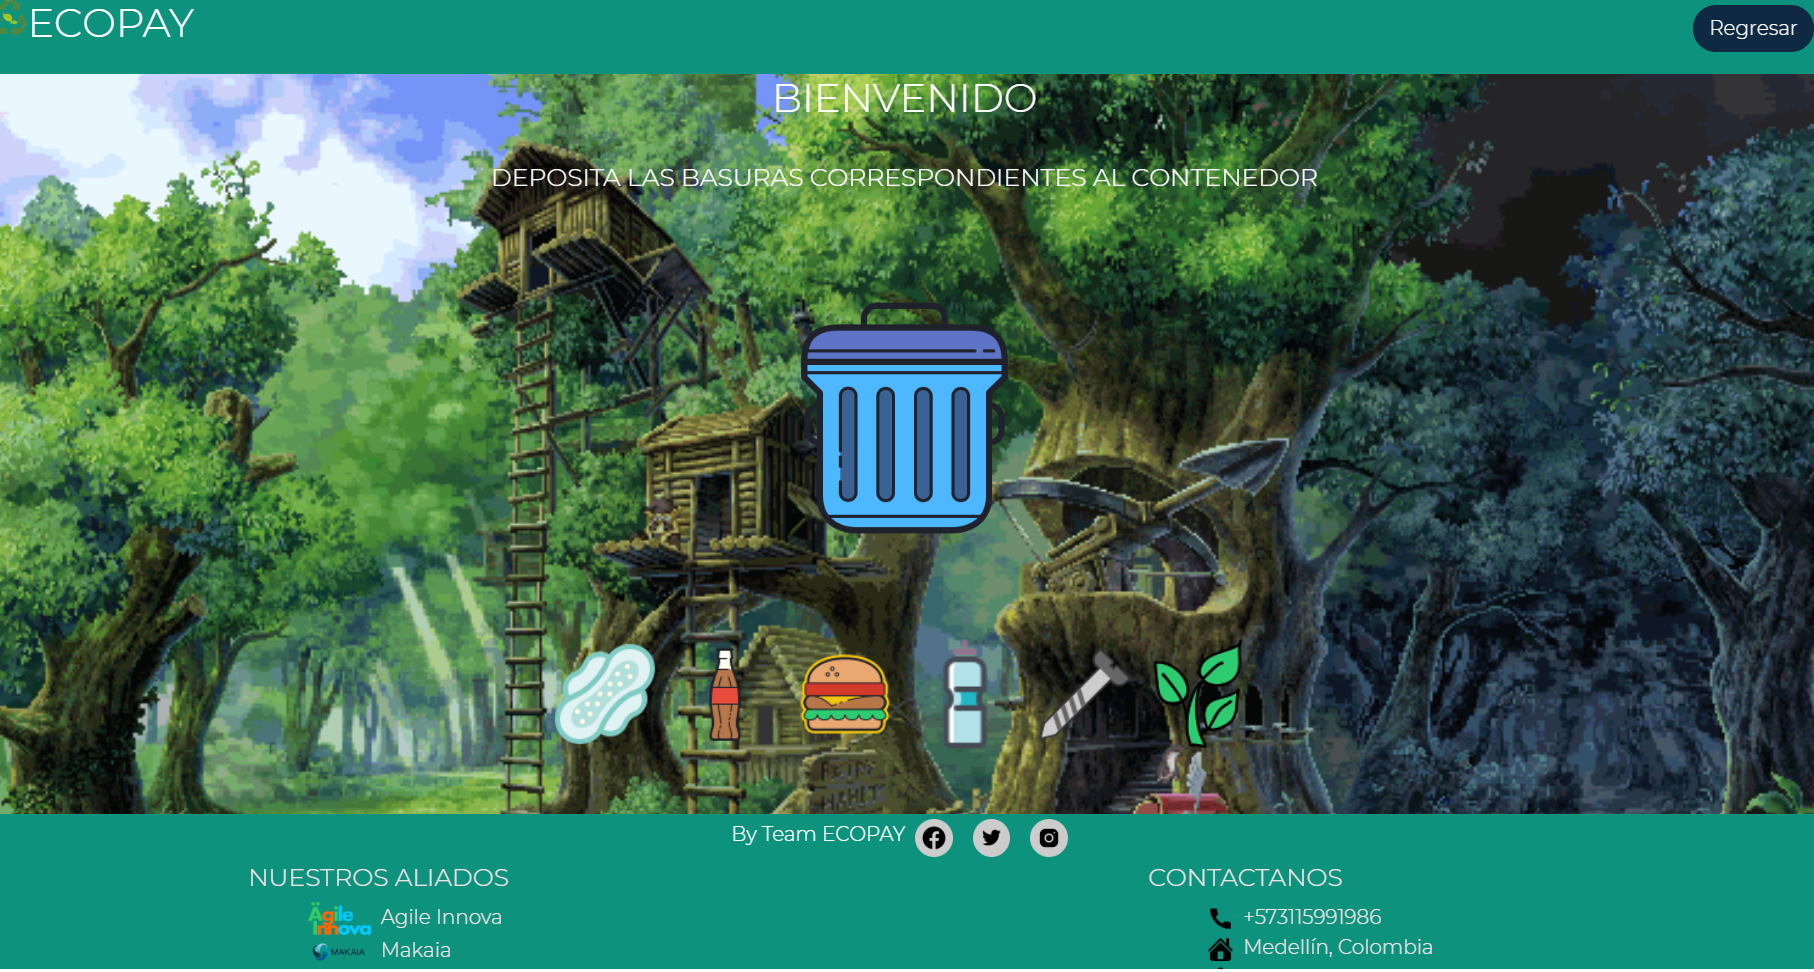 ECOPAY
Regresar
BIENVENIDO
DEPOSITA LAS BASURAS CORRESPONDIENTES AL CONTENEDOR
By Team ECOPAY
NUESTROS ALIADOS
Ägile Innova
Agile Innova
MAKAIA
Makaia
CONTACTANOS
+573115991986
Medellín, Colombia